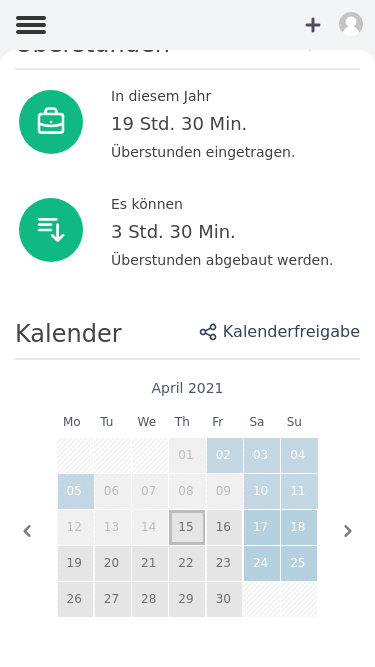 Überstunden
In diesem Jahr
19 Std. 30 Min.
Überstunden eingetragen.
Es können
3 Std. 30 Min.
Überstunden abgebaut werden.
Kalender
Kalenderfreigabe
April 2021
Mo Tu We Th Fr Sa Su
01 02 03 04
05 06 07 08 09 10 11
12 13 14 15 16 17 18
19 20 21 22 23 24 25
26 27 28 29 30